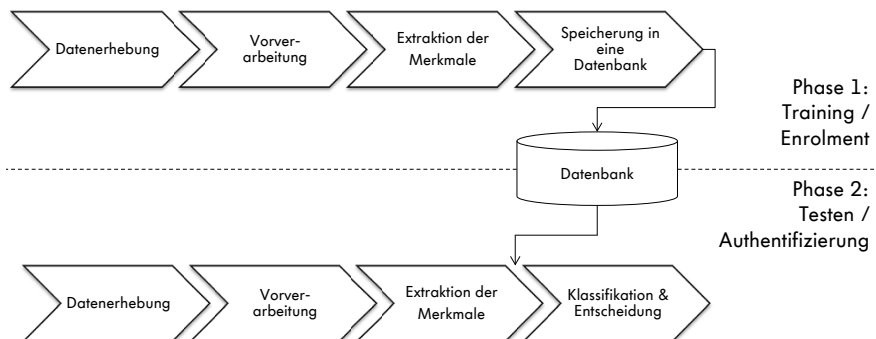 Datenerhebung
Vorver-
arbeitung
Extraktion der
Merkmale
Speicherung in
eine
Datenbank
Phase 1:
Training /
Enrolment
Datenbank
Phase 2:
Testen /
Authentifizierung
Datenerhebung
Vorver-
arbeitung
Extraktion der
Merkmale
Klassifikation &
Entscheidung